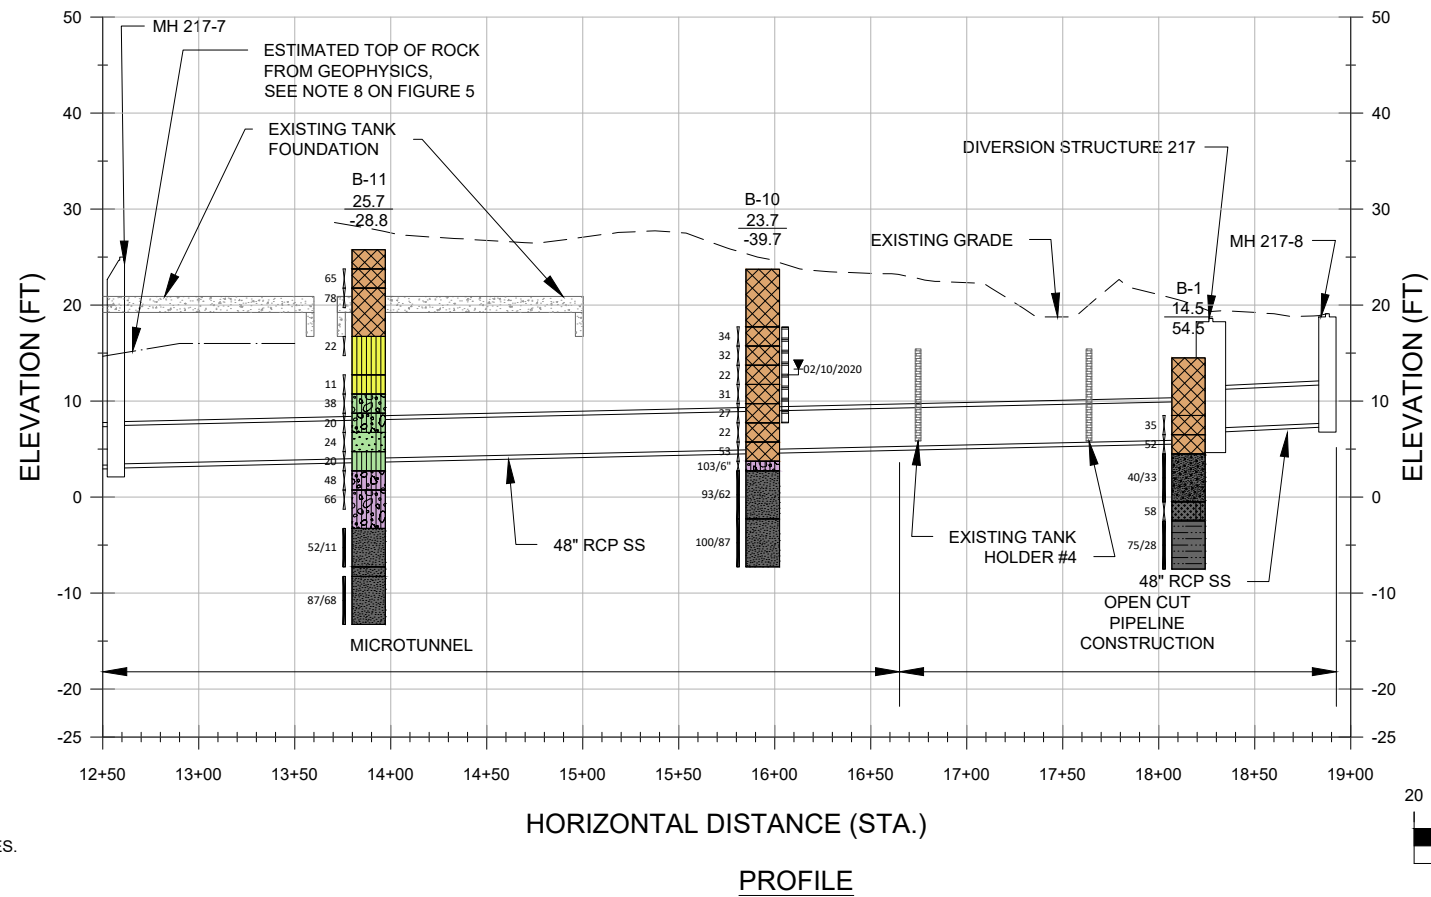 50
40
30
20
10
0
-10
-20
-25
ELEVATION (FT)
MH 217-7
ESTIMATED TOP OF ROCK
FROM GEOPHYSICS,
SEE NOTE 8 ON FIGURE 5
EXISTING TANK
FOUNDATION
B-11
25.7
-28.8
65
78
22
11
38
20
24
20
48
66
52/11
87/68
MICROTUNNEL
48" RCP SS
B-10
23.7
-39.7
34
32
22
31
27
22
53
103/6"
93/62
100/87
02/10/2020
EXISTING GRADE
DIVERSION STRUCTURE 217
MH 217-8
B-1
14.5
54.5
35
52
40/33
58
75/28
EXISTING TANK
HOLDER #4
48" RCP SS
OPEN CUT
PIPELINE
CONSTRUCTION
50
40
30
20
10
0
-10
-20
-25
ELEVATION (FT)
12+50 13+00 13+50 14+00 14+50 15+00 15+50 16+00 16+50 17+00 17+50 18+00 18+50 19+00
HORIZONTAL DISTANCE (STA.)
20
ES.
PROFILE